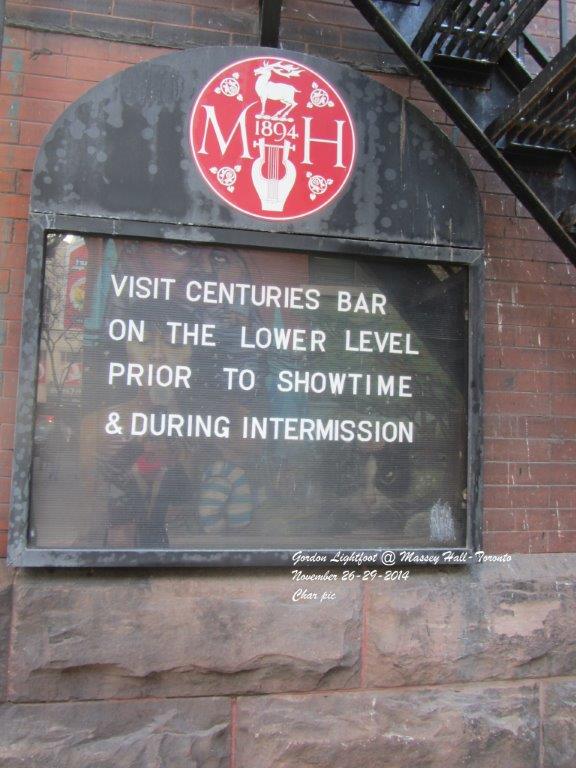 M 1894 H
VISIT CENTURIES BAR
ON THE LOWER LEVEL
PRIOR TO SHOWTIME
& DURING INTERMISSION
Gordon Lightfoot @ Massey Hall-Toronto
November 26-29-2014
Char pic